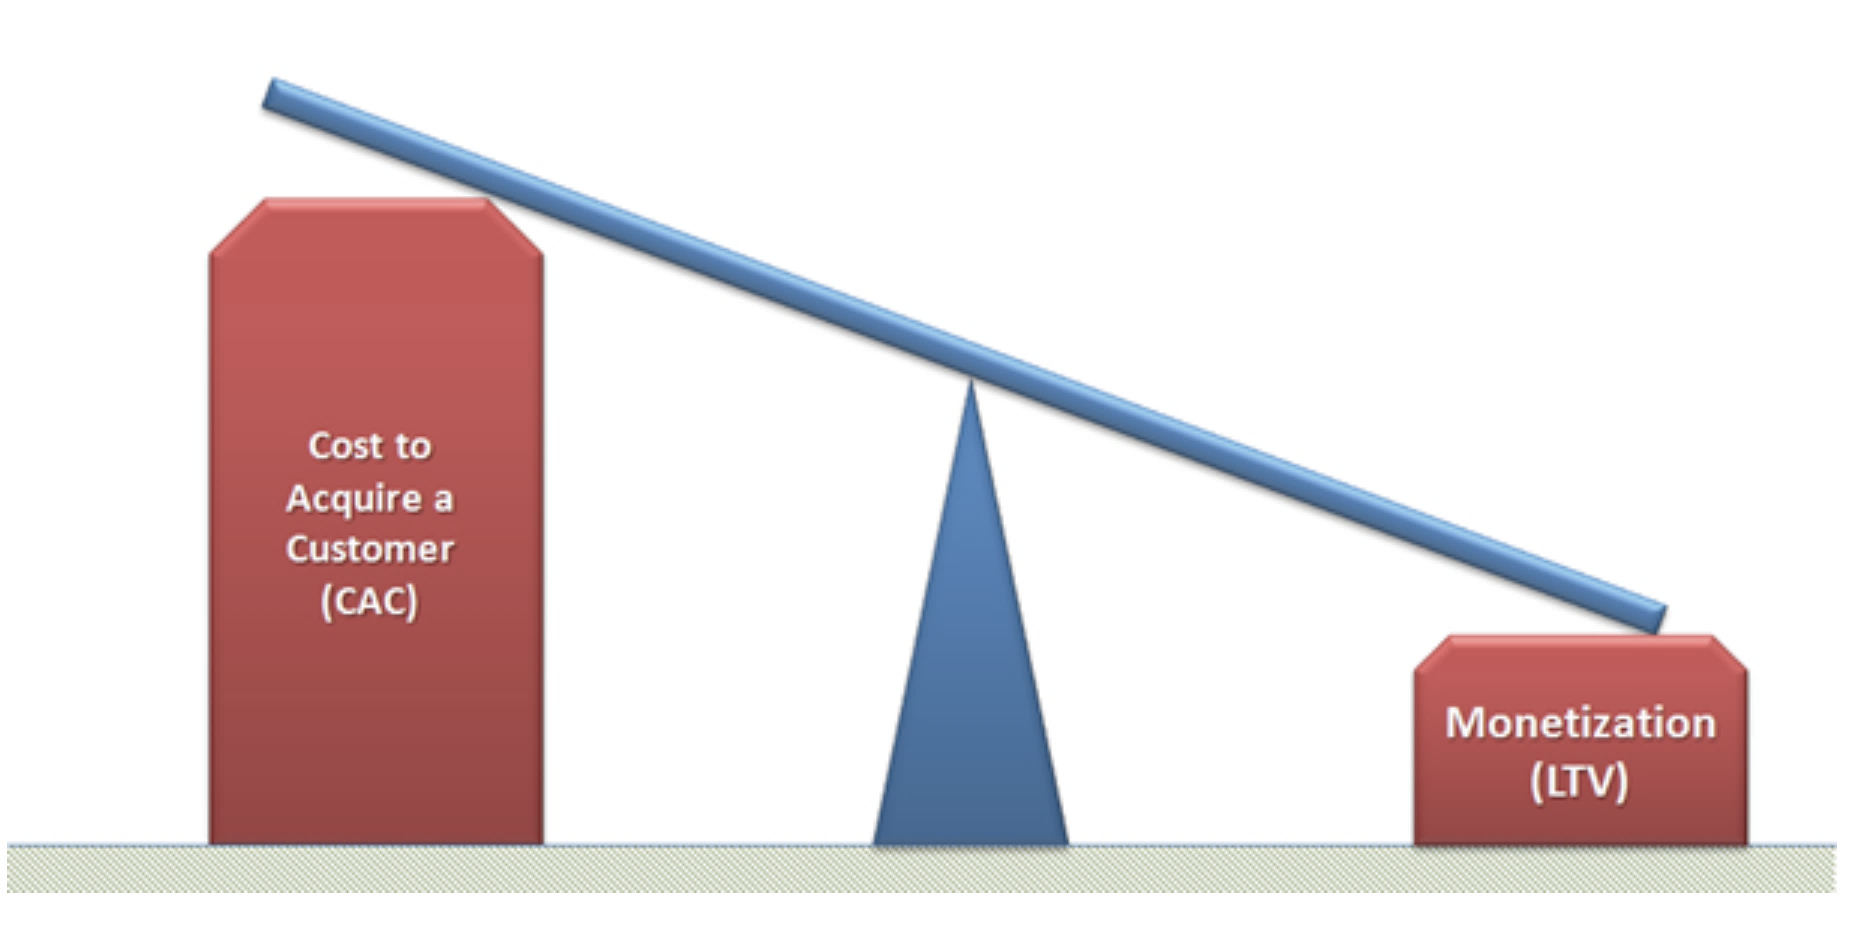 Cost to
Acquire a
Customer
(CAC)
Monetization
(LTV)